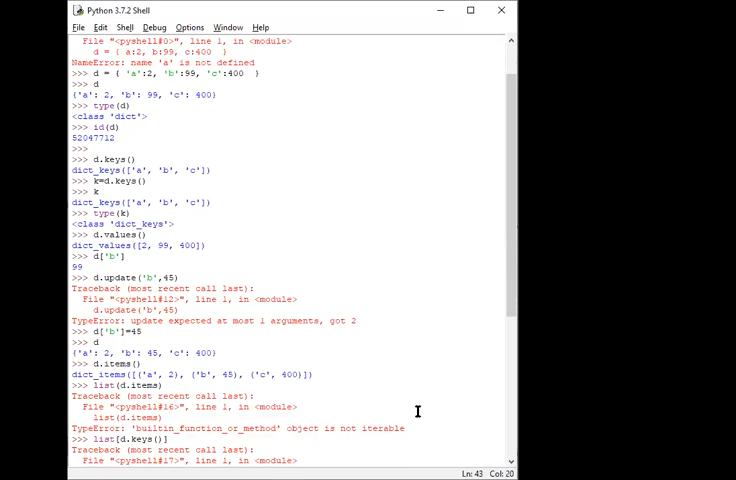 Python 3.7.2 Shell
File Edit Shell Debug Options Window Help
File "<pyshell#0>", line 1, in <module>
d = { a:2, b:99, c:400 }
NameError: name 'a' is not defined
>>> d = { 'a':2, 'b':99, 'c':400 }
>>> d
{'a': 2, 'b': 99, 'c': 400}
>>> type(d)
<class 'dict'>
>>> id(d)
52047712
>>>
>>> d.keys()
dict_keys(['a', 'b', 'c'])
>>> k=d.keys()
>>> k
dict_keys(['a', 'b', 'c'])
>>> type(k)
<class 'dict_keys'>
>>> d.values()
dict_values([2, 99, 400])
>>> d['b']
99
>>> d.update('b',45)
Traceback (most recent call last):
File "<pyshell#12>", line 1, in <module>
d.update('b',45)
TypeError: update expected at most 1 arguments, got 2
>>> d['b']=45
>>> d
{'a': 2, 'b': 45, 'c': 400}
>>> d.items()
dict_items([('a', 2), ('b', 45), ('c', 400)])
>>> list(d.items)
Traceback (most recent call last):
File "<pyshell#16>", line 1, in <module>
list(d.items)
TypeError: 'builtin_function_or_method' object is not iterable
>>> list[d.keys()]
Traceback (most recent call last):
File "<pyshell#17>", line 1, in <module>
Ln: 43 Col: 20